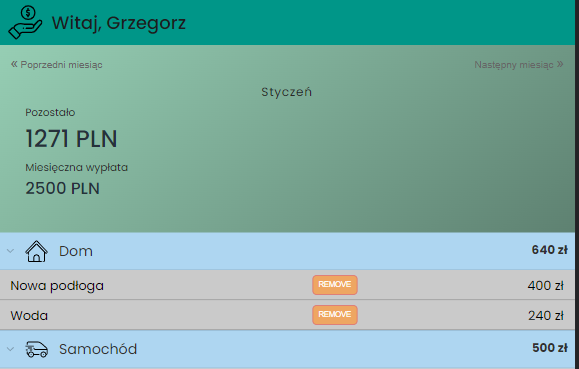 $
Witaj, Grzegorz
« Poprzedni miesiąc
Następny miesiąc »
Styczeń
Pozostało
1271 PLN
Miesięczna wypłata
2500 PLN
Dom
640 zł
Nowa podłoga
REMOVE
400 zł
Woda
REMOVE
240 zł
Samochód
500 zł